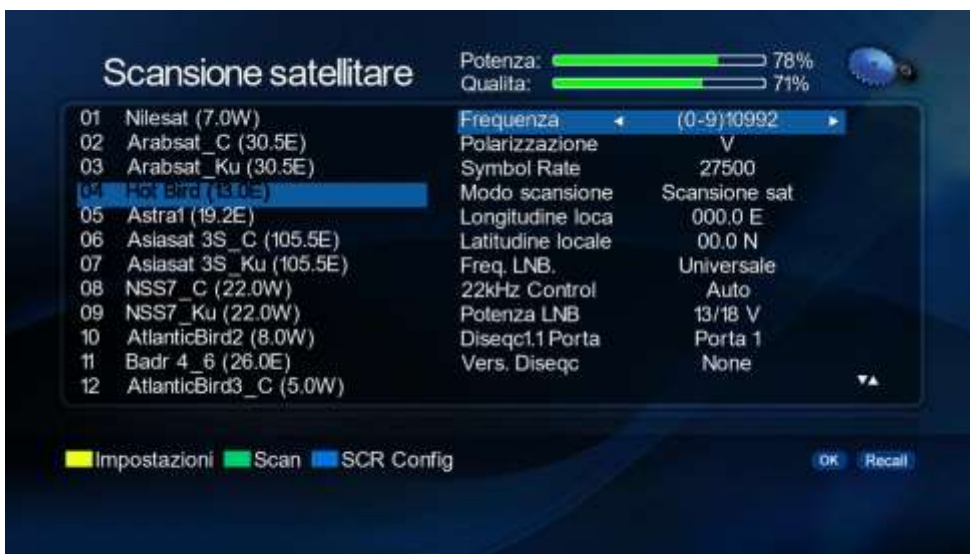 Scansione satellitare
Potenza: 78%
Qualita: 71%
01 Nilesat (7.0W)
02 Arabsat_C (30.5E)
03 Arabsat_Ku (30.5E)
04 Hot Bird (13.0E)
05 Astra1 (19.2E)
06 Asiasat 3S_C (105.5E)
07 Asiasat 3S_Ku (105.5E)
08 NSS7_C (22.0W)
09 NSS7_Ku (22.0W)
10 AtlanticBird2 (8.0W)
11 Badr 4_6 (26.0E)
12 AtlanticBird3_C (5.0W)
Frequenza (0-9)10992
Polarizzazione V
Symbol Rate 27500
Modo scansione Scansione sat
Longitudine loca 000.0 E
Latitudine locale 00.0 N
Freq. LNB. Universale
22kHz Control Auto
Potenza LNB 13/18 V
Diseqc1.1 Porta Porta 1
Vers. Diseqc None
Impostazioni Scan SCR Config
OK Recall